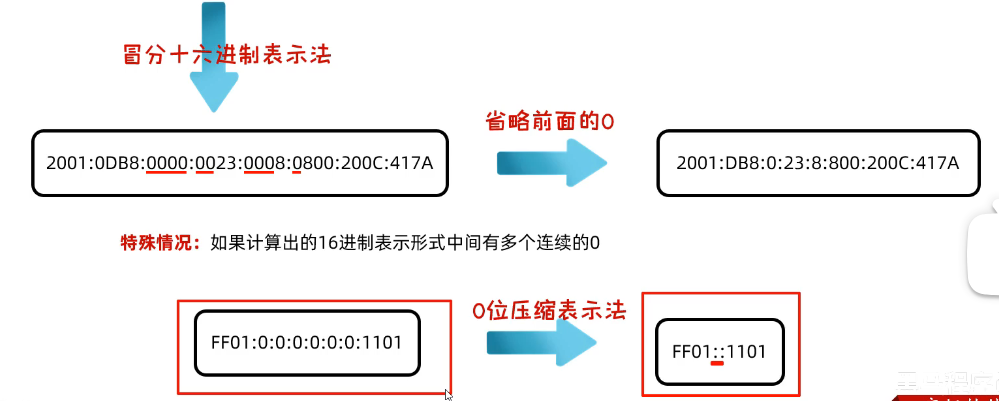 冒分十六进制表示法
省略前面的0
2001:0DB8:0000:0023:0008:0800:200C:417A
2001:DB8:0:23:8:800:200C:417A
特殊情况：如果计算出的16进制表示形式中间有多个连续的0
0位压缩表示法
FF01:0:0:0:0:0:0:1101
FF01::1101